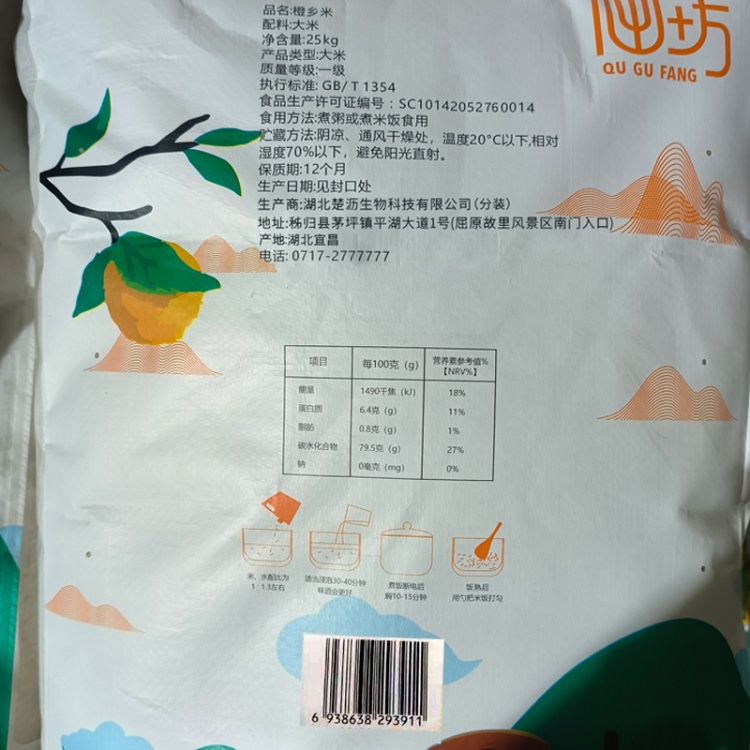 品名:橙乡米
配料:大米
净含量:25kg
产品类型:大米
质量等级:一级
执行标准: GB/T 1354
食品生产许可证编号：SC10142052760014
食用方法:煮粥或煮米饭食用
贮藏方法:阴凉、通风干燥处，温度20°C以下,相对
湿度70%以下，避免阳光直射。
保质期:12个月
生产日期:见封口处
生产商:湖北楚沥生物科技有限公司(分装)
地址:秭归县茅坪镇平湖大道1号(屈原故里风景区南门入口)
产地:湖北宜昌
电话: 0717-2777777
QU GU FANG
项目 每100克（g） 营养素参考值%【NRV%】
能量 1490千焦（kJ） 18%
蛋白质 6.4克（g） 11%
脂肪 0.8克（g） 1%
碳水化合物 79.5克（g） 27%
钠 0毫克（mg） 0%
米、水配比为
1：1.3左右
适当浸泡30-40分钟
味道会更好
煮饭断电后
焖10-15分钟
饭熟后
用勺把米饭打匀
6 938638 293911